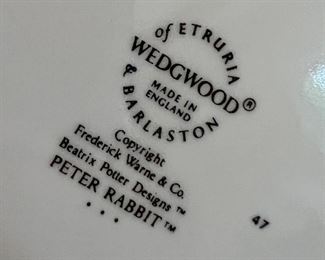 of ETRURIA
WEDGWOOD®
MADE IN
ENGLAND
& BARLASTON
Copyright
Frederick Warne & Co.
Beatrix Potter Designs™
PETER RABBIT™
• • •
47